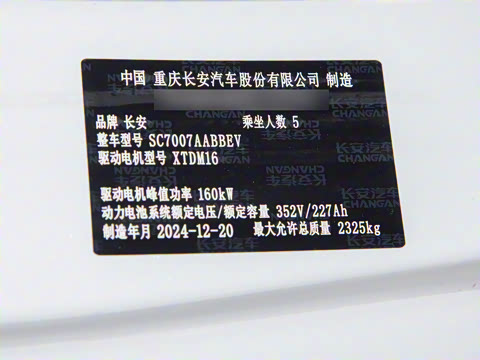 中国 重庆长安汽车股份有限公司 制造
品牌 长安 乘坐人数 5
整车型号 SC7007AABBEV
驱动电机型号 XTDM16
驱动电机峰值功率 160kW
动力电池系统额定电压/额定容量 352V/227Ah
制造年月 2024-12-20 最大允许总质量 2325kg